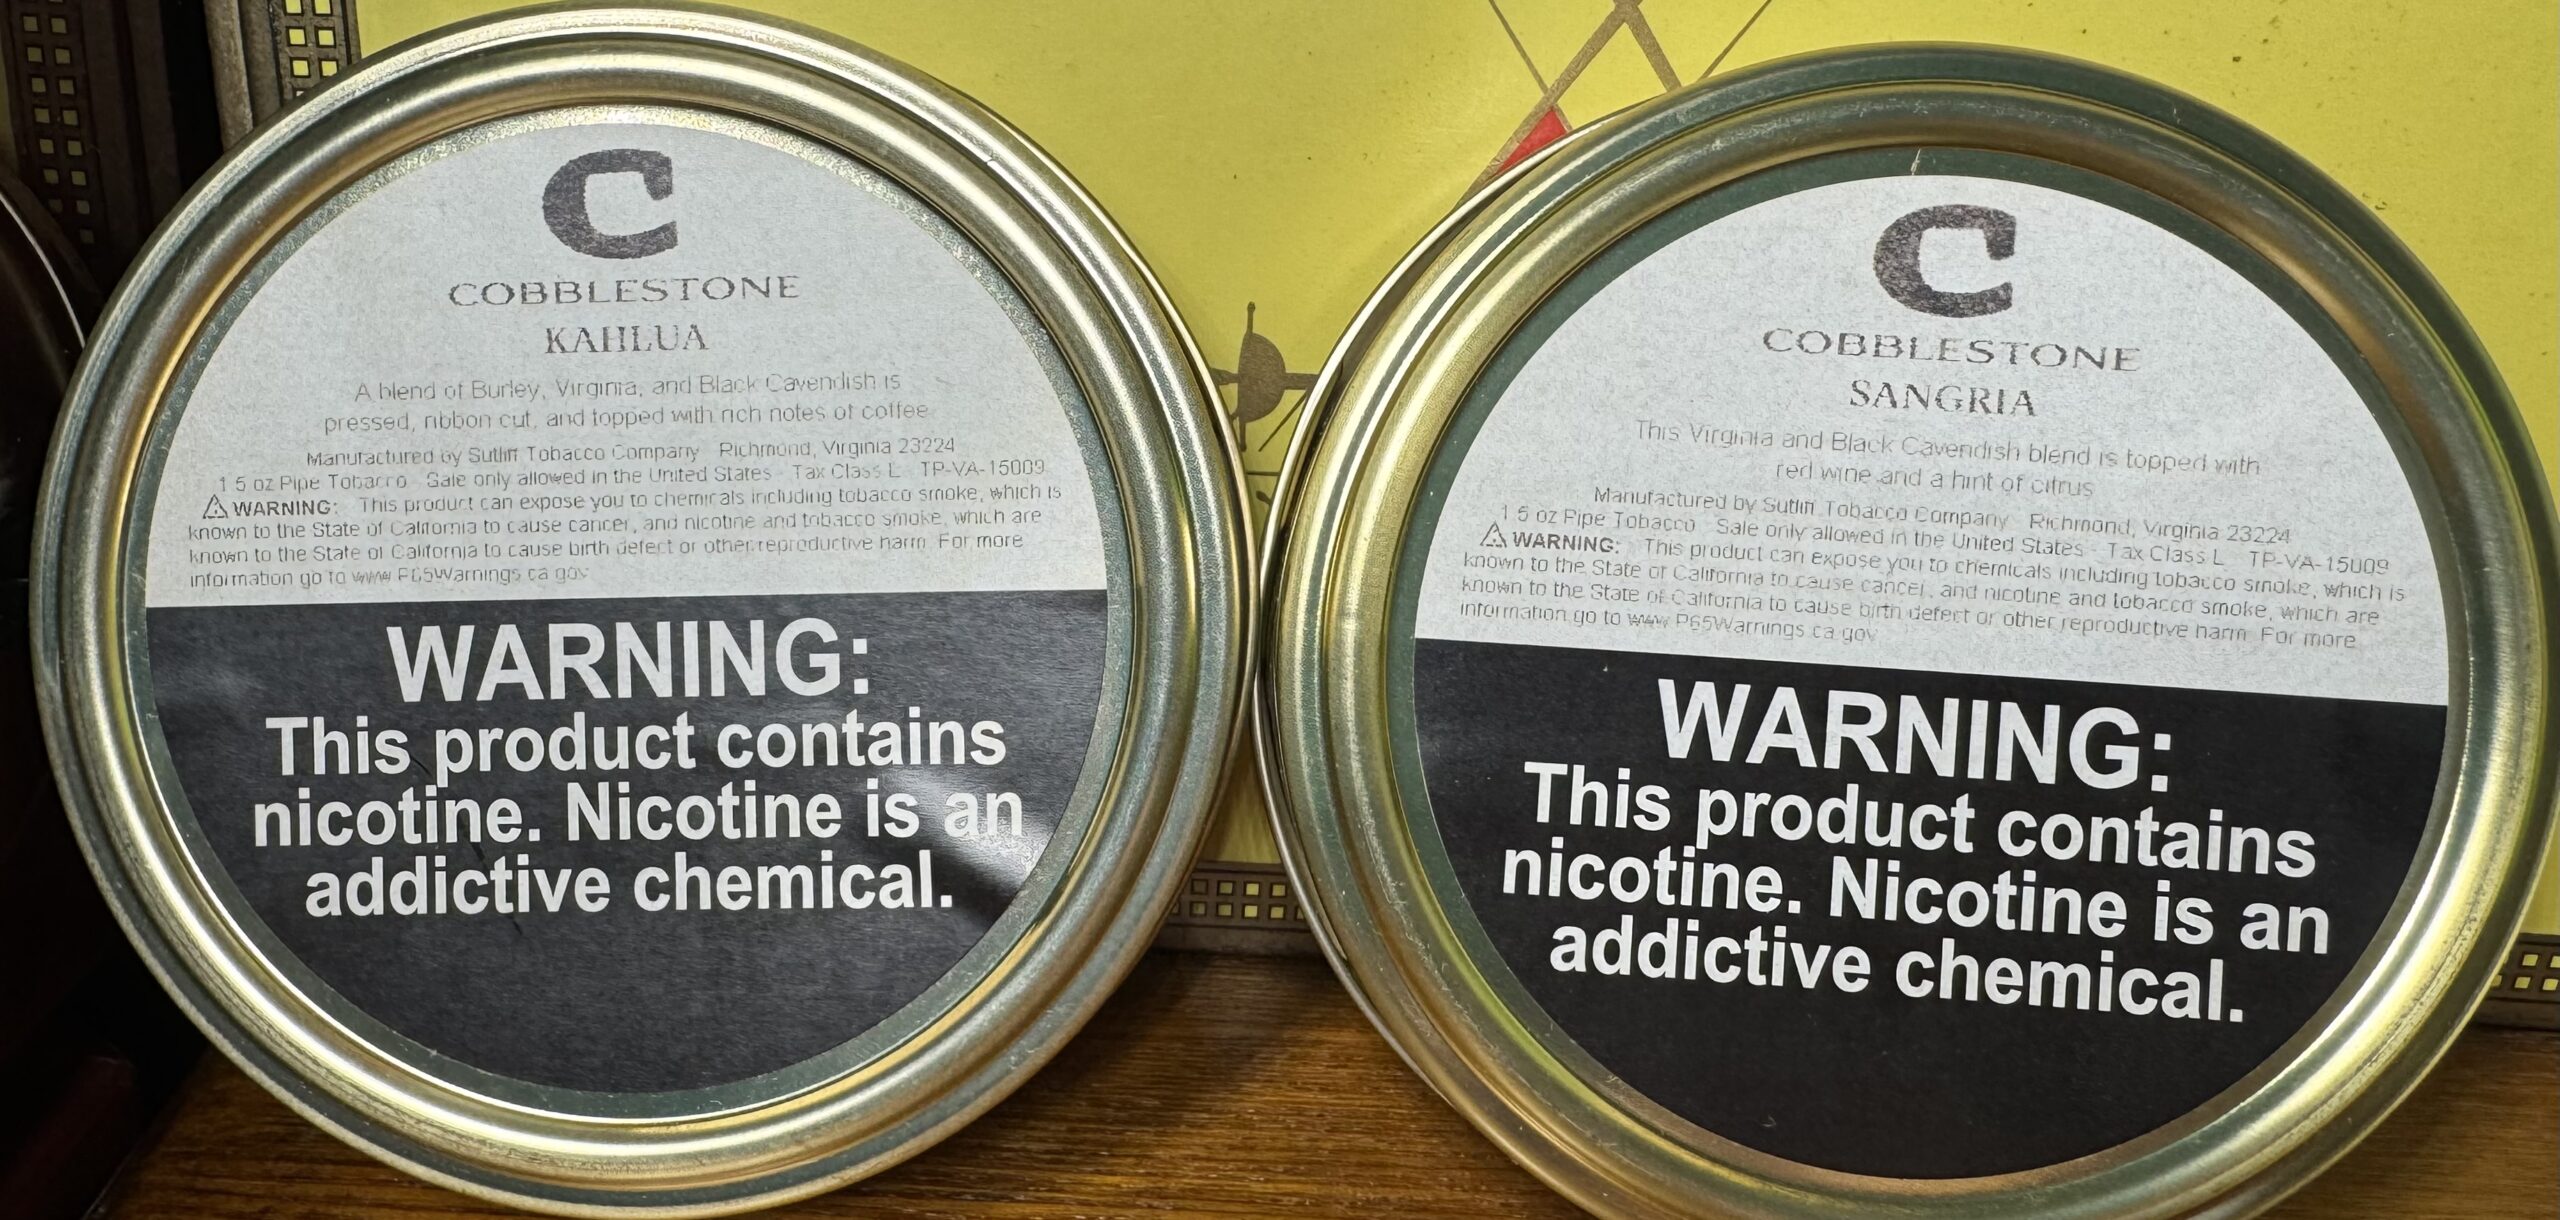 C
COBBLESTONE
KAHLUA
A blend of Burley, Virginia, and Black Cavendish is
pressed, ribbon cut, and topped with rich notes of coffee
Manufactured by Sutliff Tobacco Company Richmond, Virginia 23224
1.5 oz Pipe Tobacco Sale only allowed in the United States Tax Class L TP-VA-15009
WARNING: This product can expose you to chemicals including tobacco smoke, which is
known to the State of California to cause cancer, and nicotine and tobacco smoke, which are
known to the State of California to cause birth defect or other reproductive harm. For more
information go to www.P65Warnings.ca.gov
WARNING:
This product contains
nicotine. Nicotine is an
addictive chemical.
C
COBBLESTONE
SANGRIA
This Virginia and Black Cavendish blend is topped with
red wine and a hint of citrus
Manufactured by Sutliff Tobacco Company Richmond, Virginia 23224
1.5 oz Pipe Tobacco Sale only allowed in the United States Tax Class L TP-VA-15009
WARNING: This product can expose you to chemicals including tobacco smoke, which is
known to the State of California to cause cancer, and nicotine and tobacco smoke, which are
known to the State of California to cause birth defect or other reproductive harm. For more
information go to www.P65Warnings.ca.gov
WARNING:
This product contains
nicotine. Nicotine is an
addictive chemical.